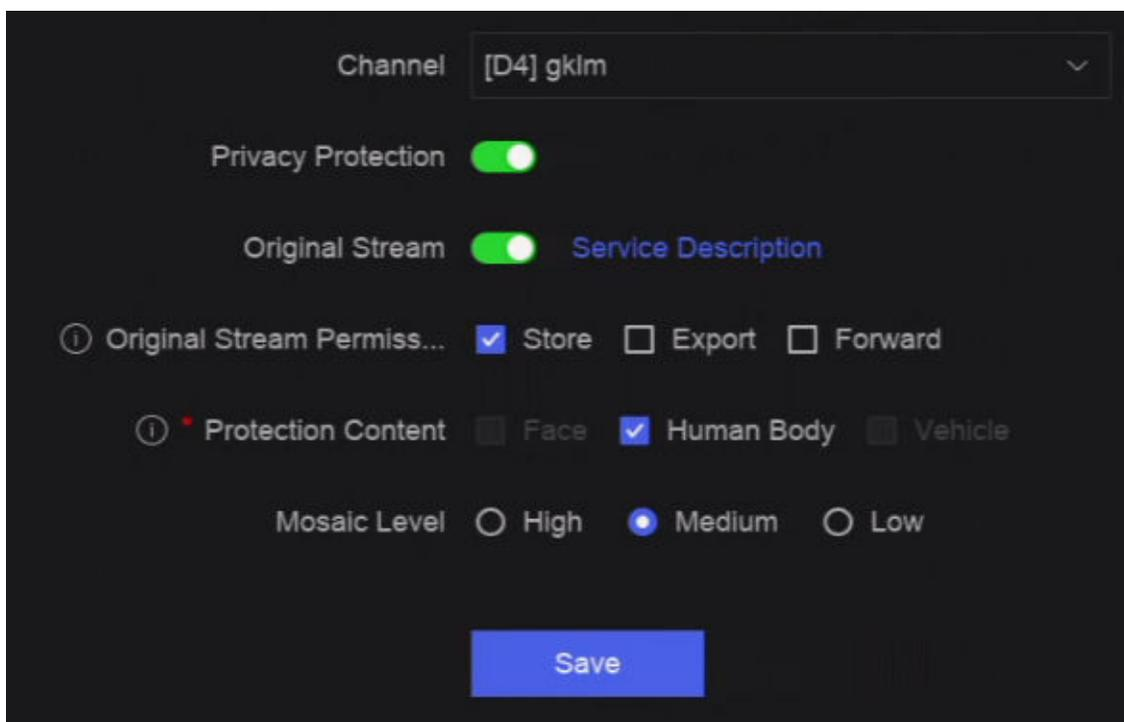 Channel [D4] gklm
Privacy Protection
Original Stream Service Description
Original Stream Permiss... Store Export Forward
* Protection Content Face Human Body Vehicle
Mosaic Level High Medium Low
Save